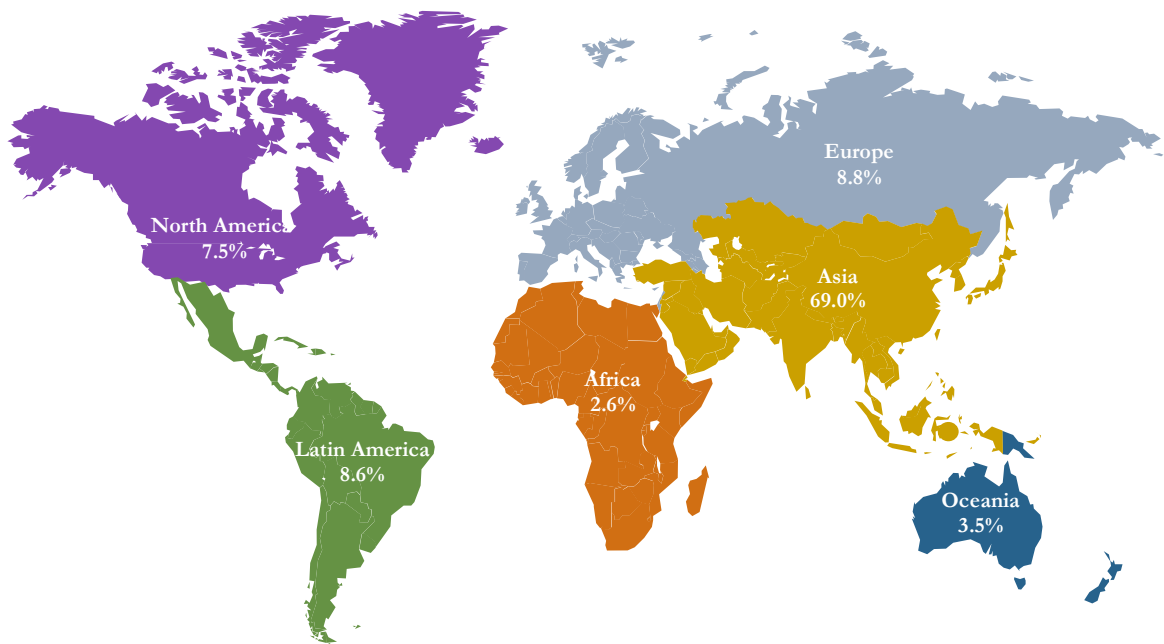 Europe
8.8%
North America
7.5%
Asia
69.0%
Africa
2.6%
Latin America
8.6%
Oceania
3.5%